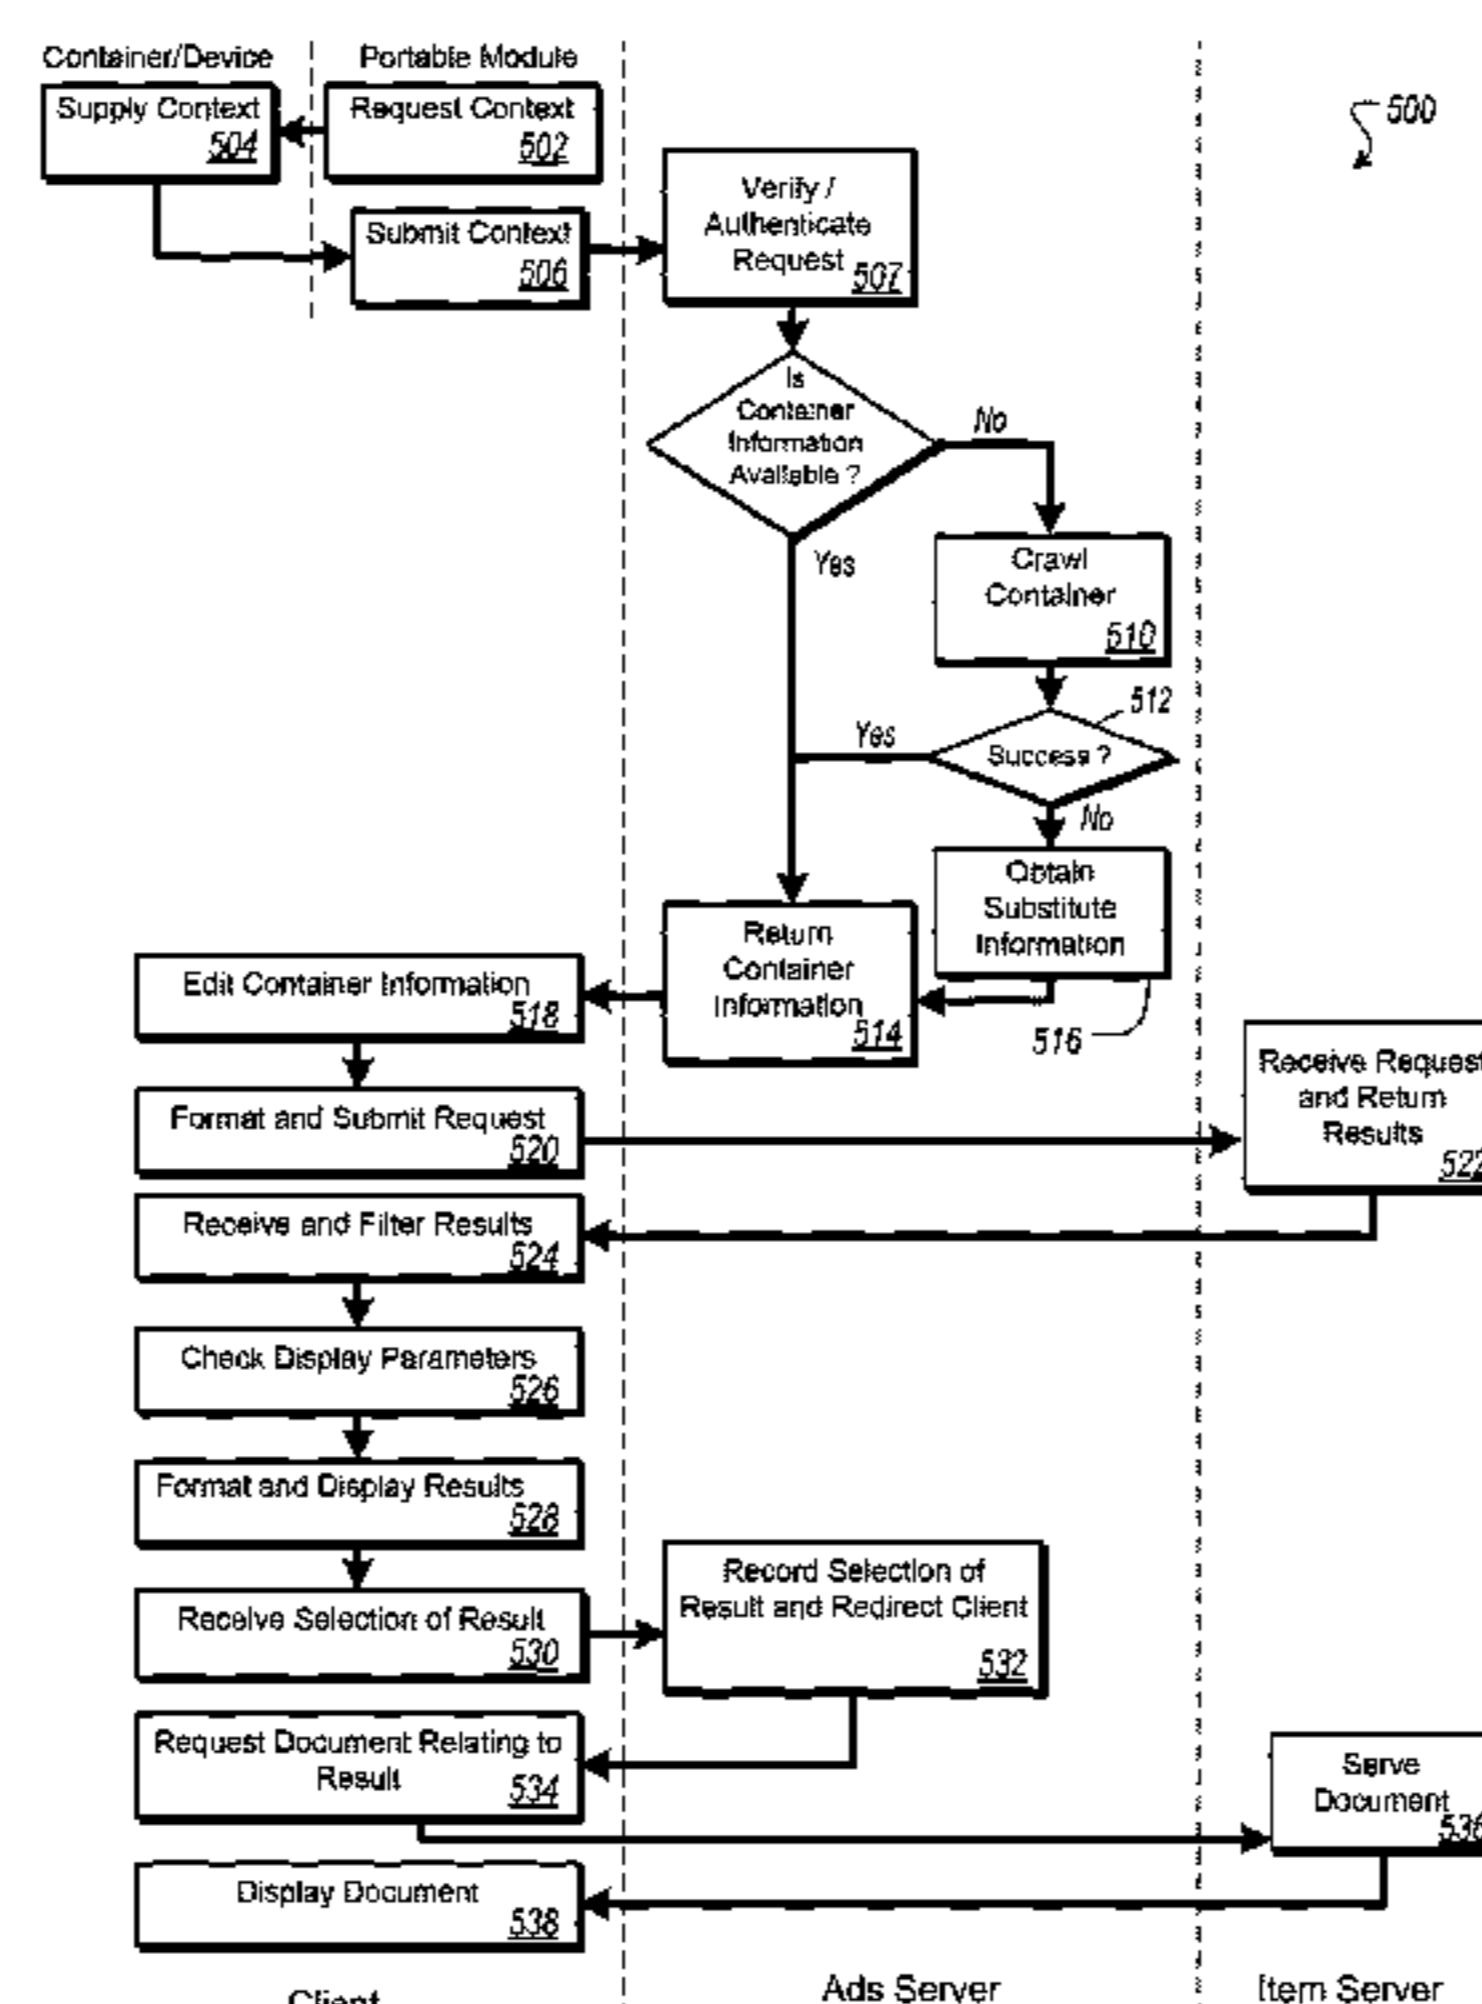 Container/Device
Portable Module
Supply Context
504
Request Context
502
500
Submit Context
506
Verify /
Authenticate
Request
507
Is
Container
Information
Available ?
No
Yes
Crawl
Container
510
512
Yes
Success ?
No
Obtain
Substitute
Information
516
Return
Container
Information
514
Edit Container Information
518
Format and Submit Request
520
Receive Request
and Return
Results
522
Receive and Filter Results
524
Check Display Parameters
526
Format and Display Results
528
Receive Selection of Result
530
Record Selection of
Result and Redirect Client
532
Request Document Relating to
Result
534
Serve
Document
536
Display Document
538
Client
Ads Server
Item Server